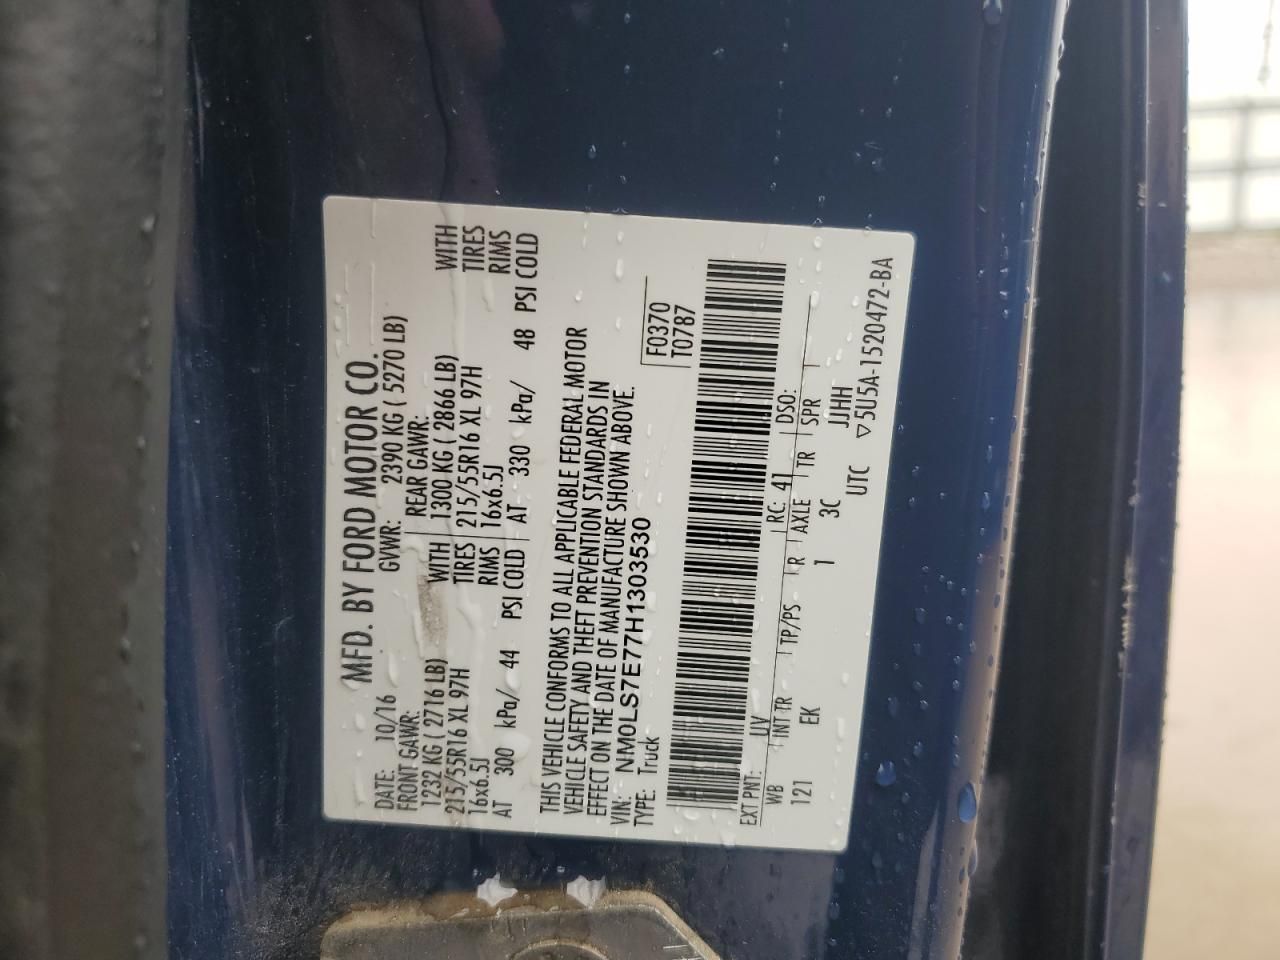 MFD. BY FORD MOTOR CO.
DATE: 10/16 GVWR: 2390 KG ( 5270 LB)
FRONT GAWR: REAR GAWR:
1232 KG ( 2716 LB) WITH 1300 KG ( 2866 LB) WITH
215/55R16 XL 97H TIRES 215/55R16 XL 97H TIRES
16x6.5J RIMS 16x6.5J RIMS
AT 300 kPa/ 44 PSI COLD AT 330 kPa/ 48 PSI COLD
THIS VEHICLE CONFORMS TO ALL APPLICABLE FEDERAL MOTOR
VEHICLE SAFETY AND THEFT PREVENTION STANDARDS IN
EFFECT ON THE DATE OF MANUFACTURE SHOWN ABOVE.
VIN: NM0LS7E77H1303530
TYPE: Truck
F0370
T0787
EXT PNT: UV RC: 41 DSO:
WB INT TR TP/PS R AXLE TR SPR
121 EK 1 3C JHH
UTC ▽5U5A-1520472-BA